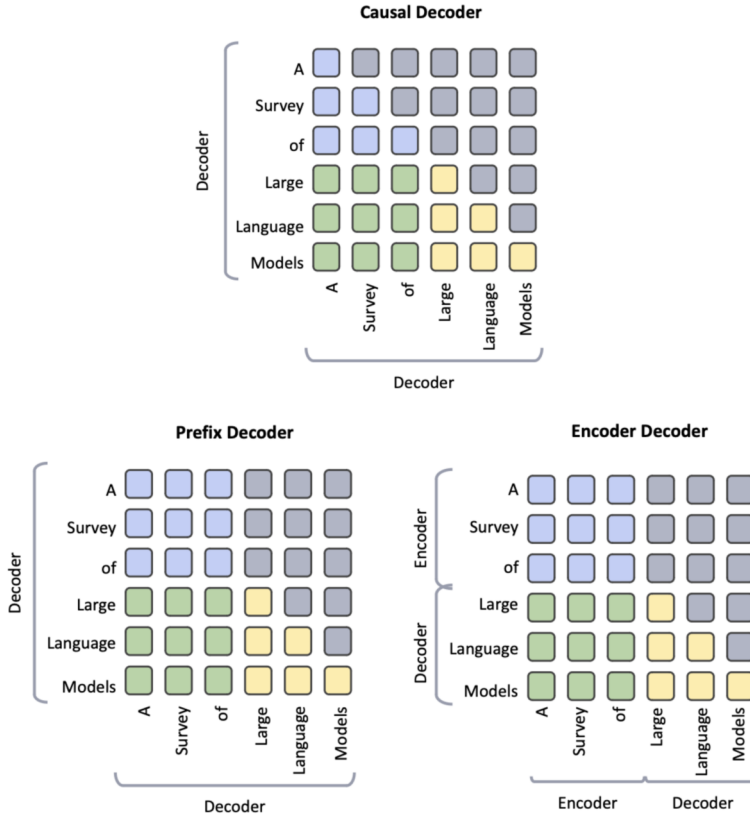 Causal Decoder
Decoder
A
Survey
of
Large
Language
Models
A
Survey
of
Large
Language
Models
Decoder
Prefix Decoder
Decoder
A
Survey
of
Large
Language
Models
A
Survey
of
Large
Language
Models
Decoder
Encoder Decoder
Encoder
Decoder
A
Survey
of
Large
Language
Models
A
Survey
of
Large
Language
Models
Encoder
Decoder